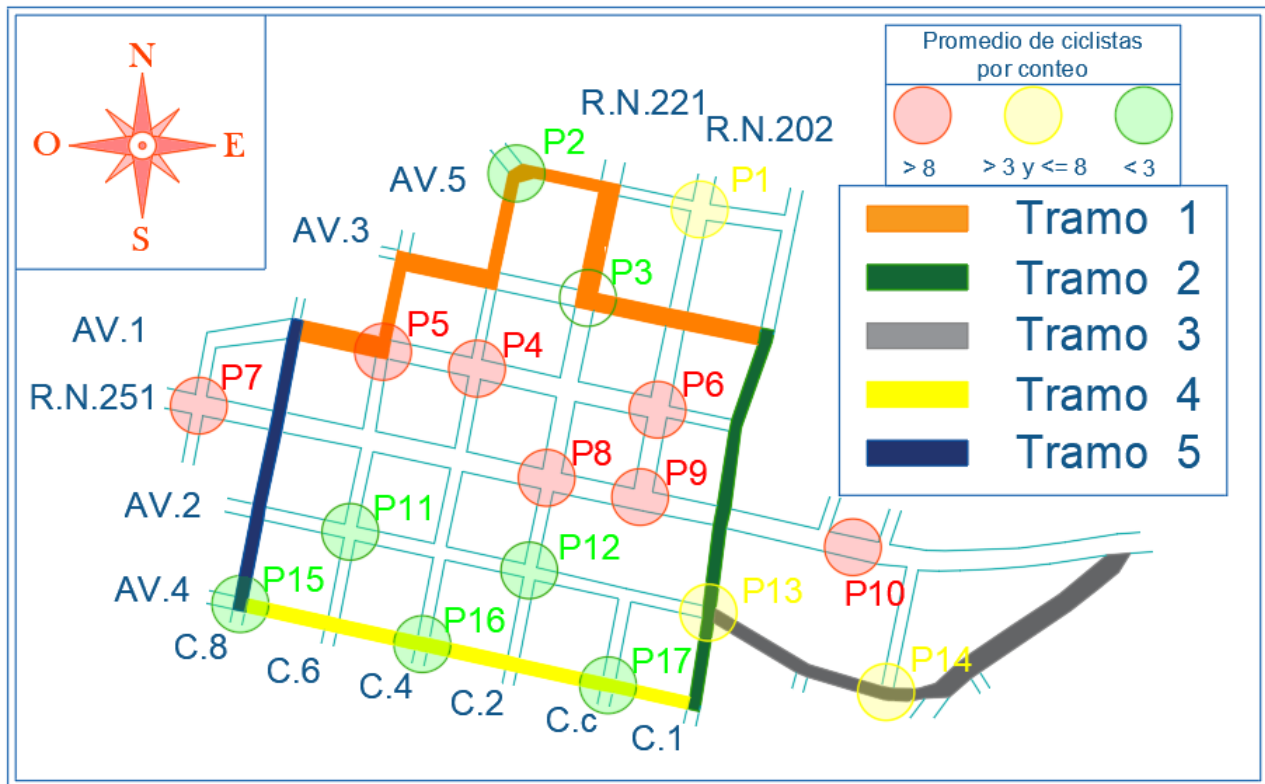 N
O
E
S
Promedio de ciclistas
por conteo
> 8
> 3 y <= 8
< 3
Tramo 1
Tramo 2
Tramo 3
Tramo 4
Tramo 5
R.N.221
R.N.202
AV.5
AV.3
AV.1
R.N.251
AV.2
AV.4
P2
P1
P3
P5
P4
P6
P7
P8
P9
P11
P12
P10
P13
P15
P16
P17
P14
C.8
C.6
C.4
C.2
C.c
C.1